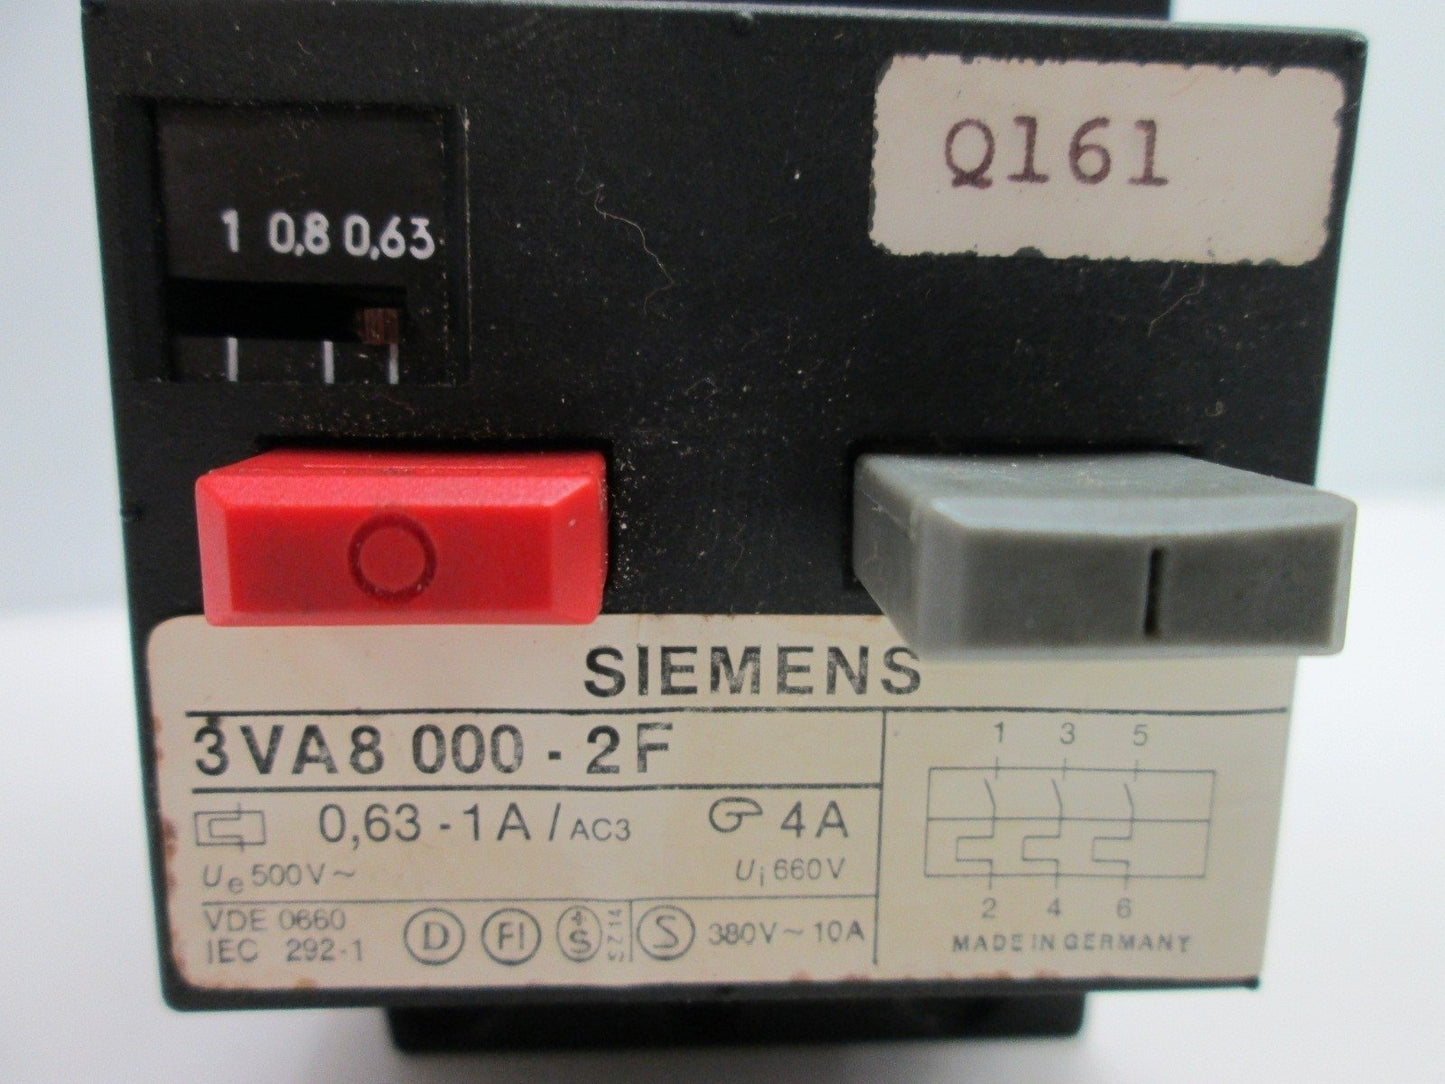 Q161
1 0,8 0,63
SIEMENS
3VA8 000 - 2F
0,63 - 1A / AC3 4A
Ue 500V~ Ui 660V
VDE 0660
IEC 292-1
D FI +S SZ14 S 380V~ 10A
1 3 5
2 4 6
MADE IN GERMANY